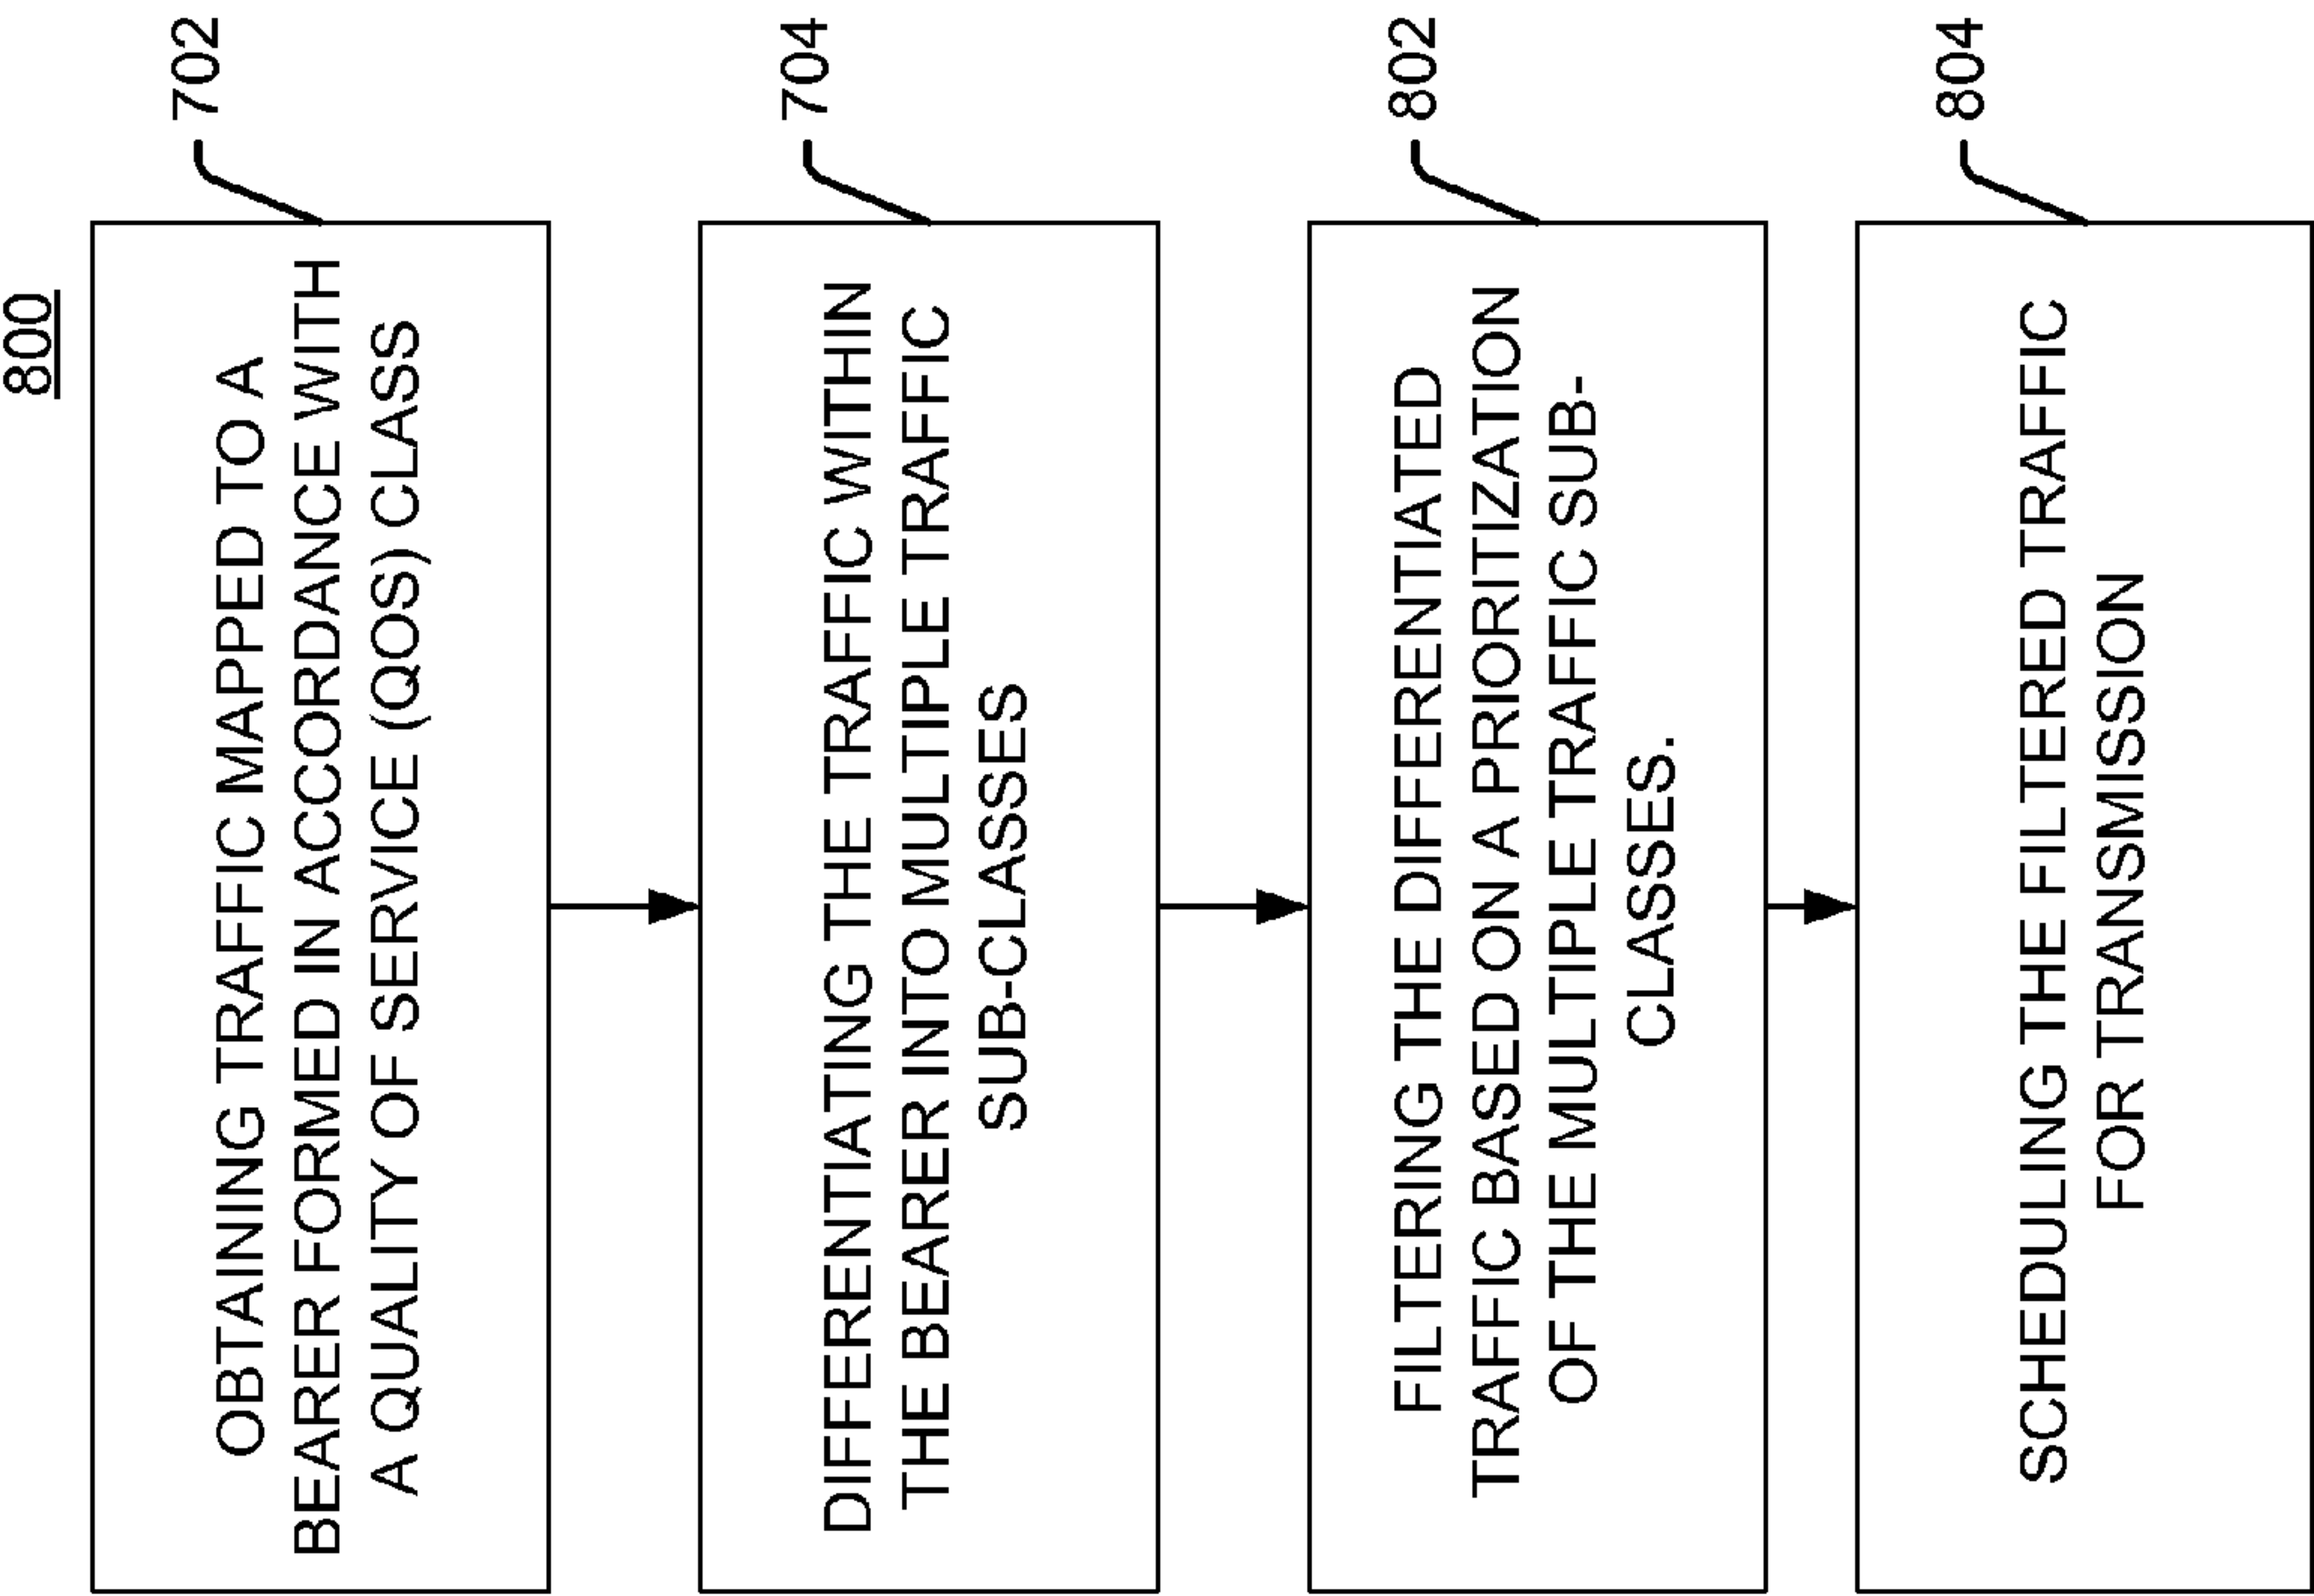 800
OBTAINING TRAFFIC MAPPED TO A
BEARER FORMED IN ACCORDANCE WITH
A QUALITY OF SERVICE (QOS) CLASS
702
DIFFERENTIATING THE TRAFFIC WITHIN
THE BEARER INTO MULTIPLE TRAFFIC
SUB-CLASSES
704
FILTERING THE DIFFERENTIATED
TRAFFIC BASED ON A PRIORITIZATION
OF THE MULTIPLE TRAFFIC SUB-
CLASSES.
802
SCHEDULING THE FILTERED TRAFFIC
FOR TRANSMISSION
804